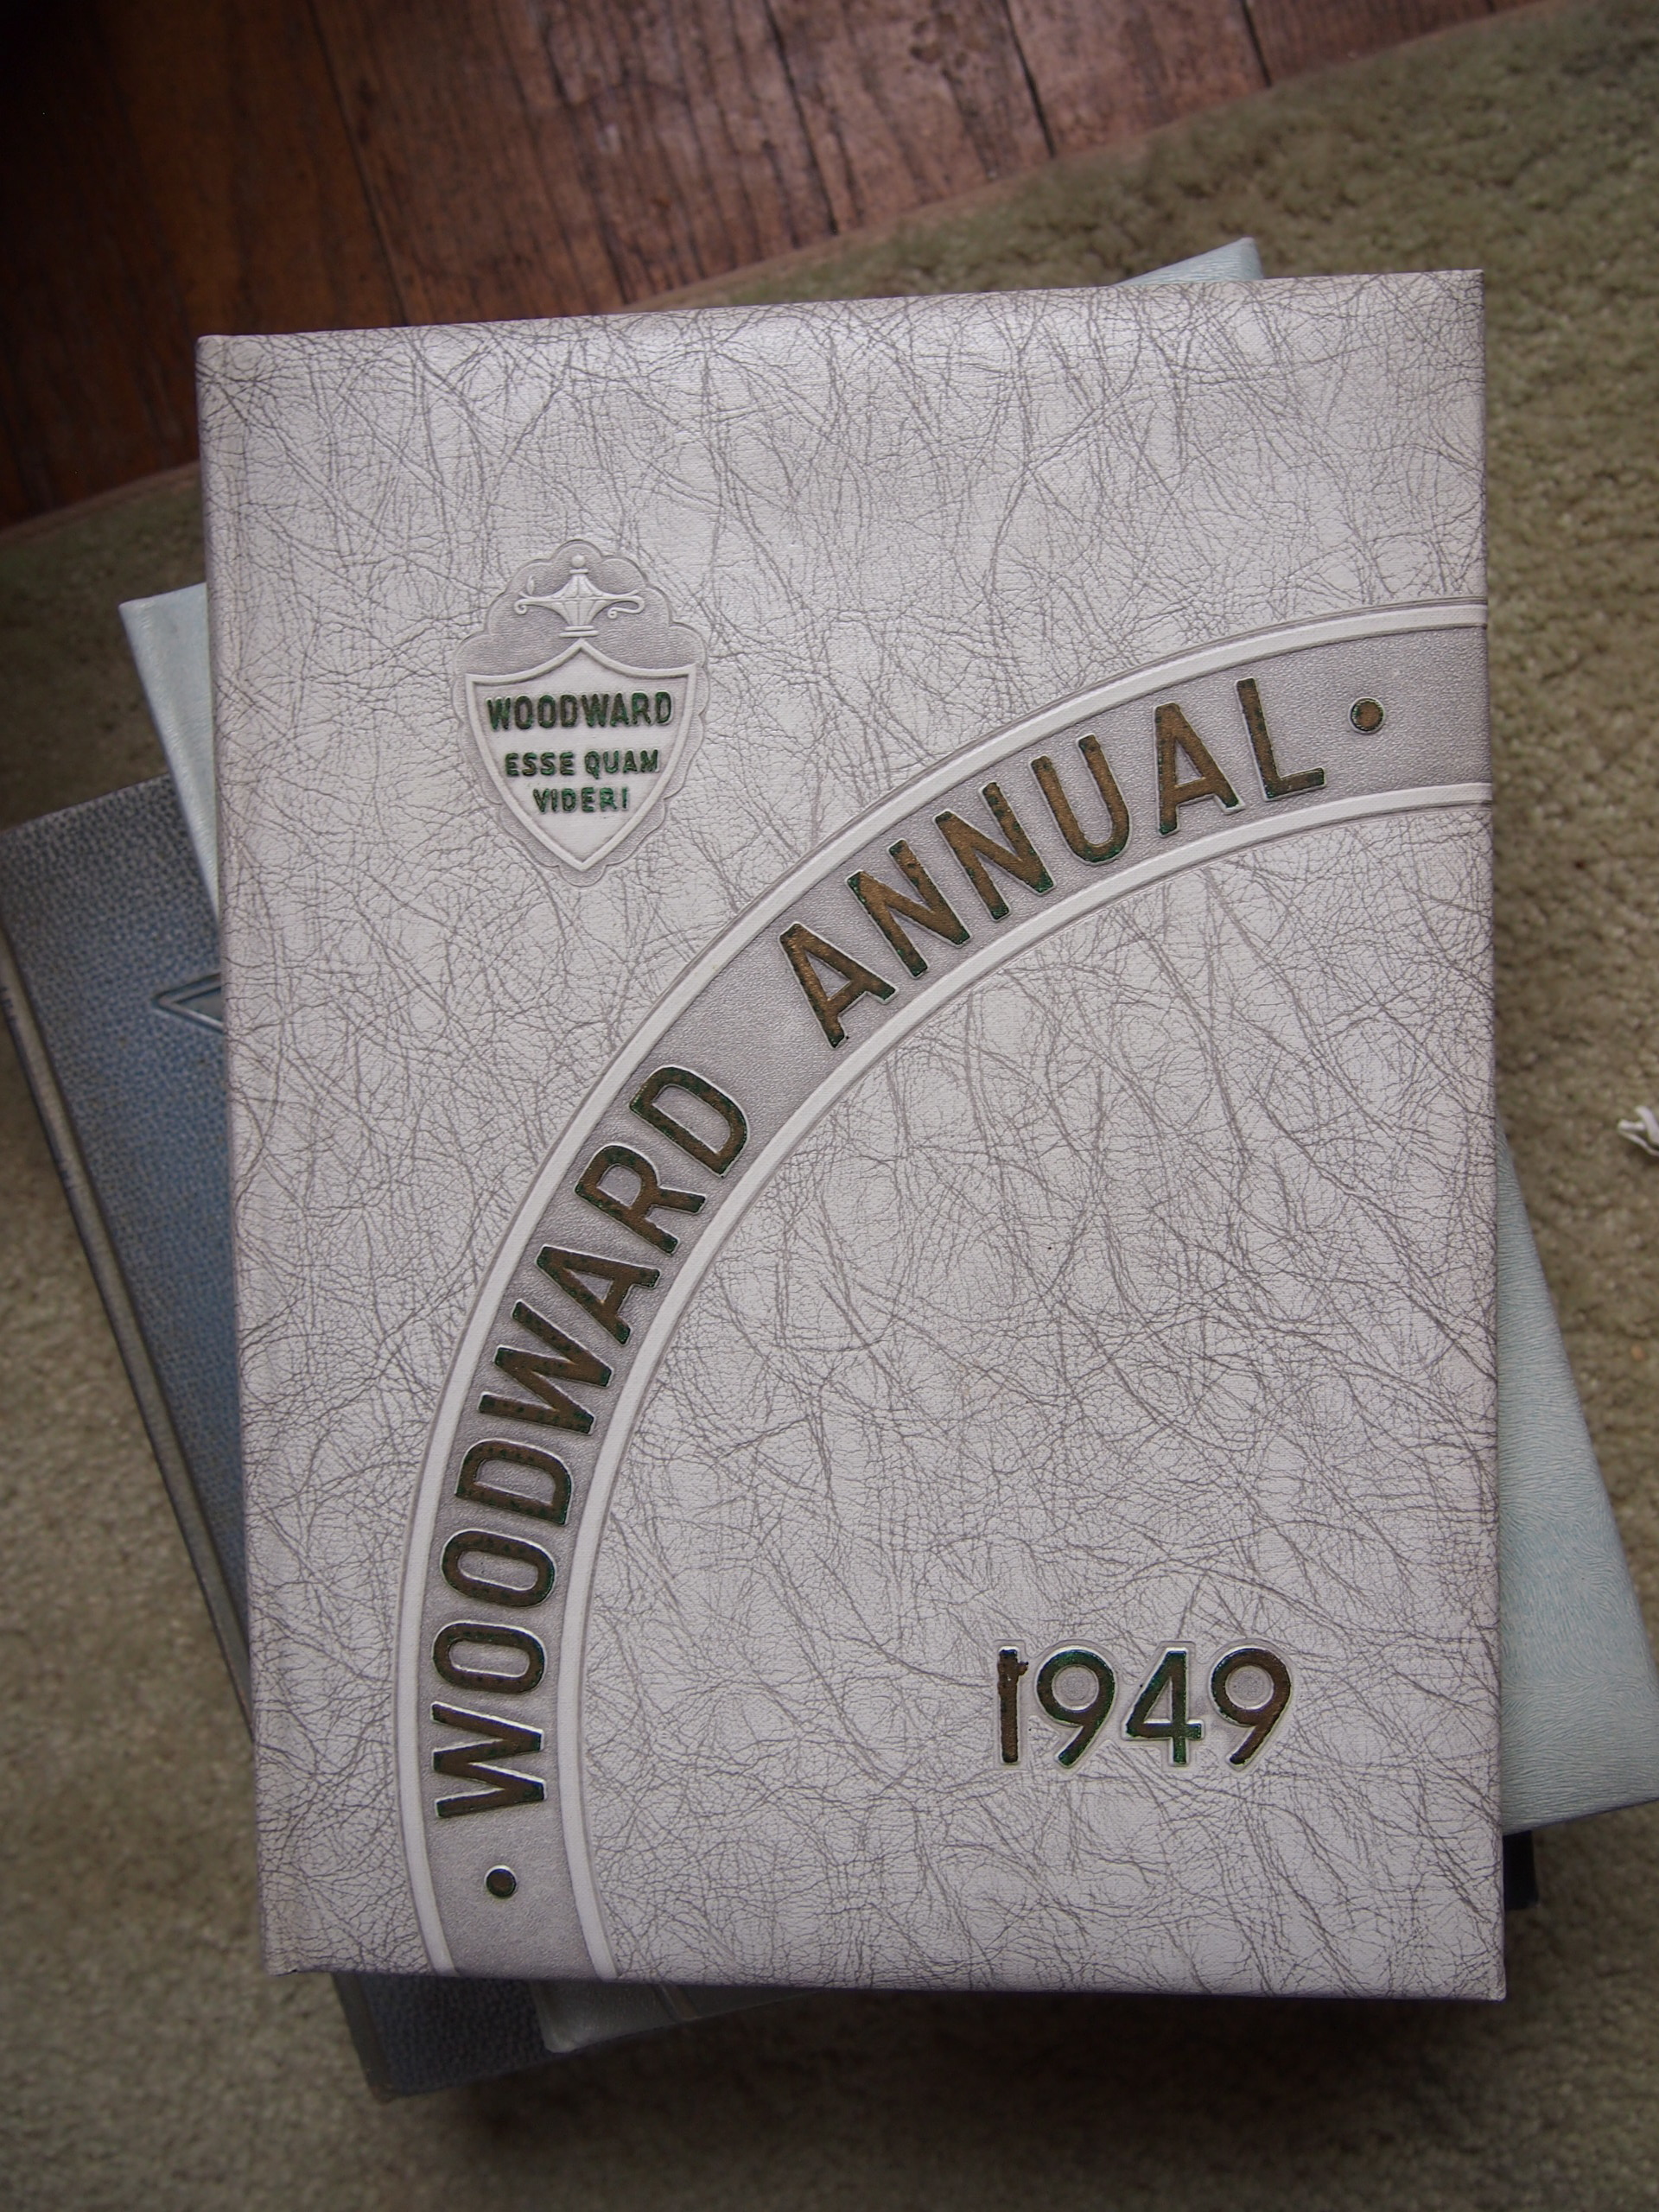 WOODWARD
ESSE QUAM
VIDERI
• WOODWARD ANNUAL •
1949